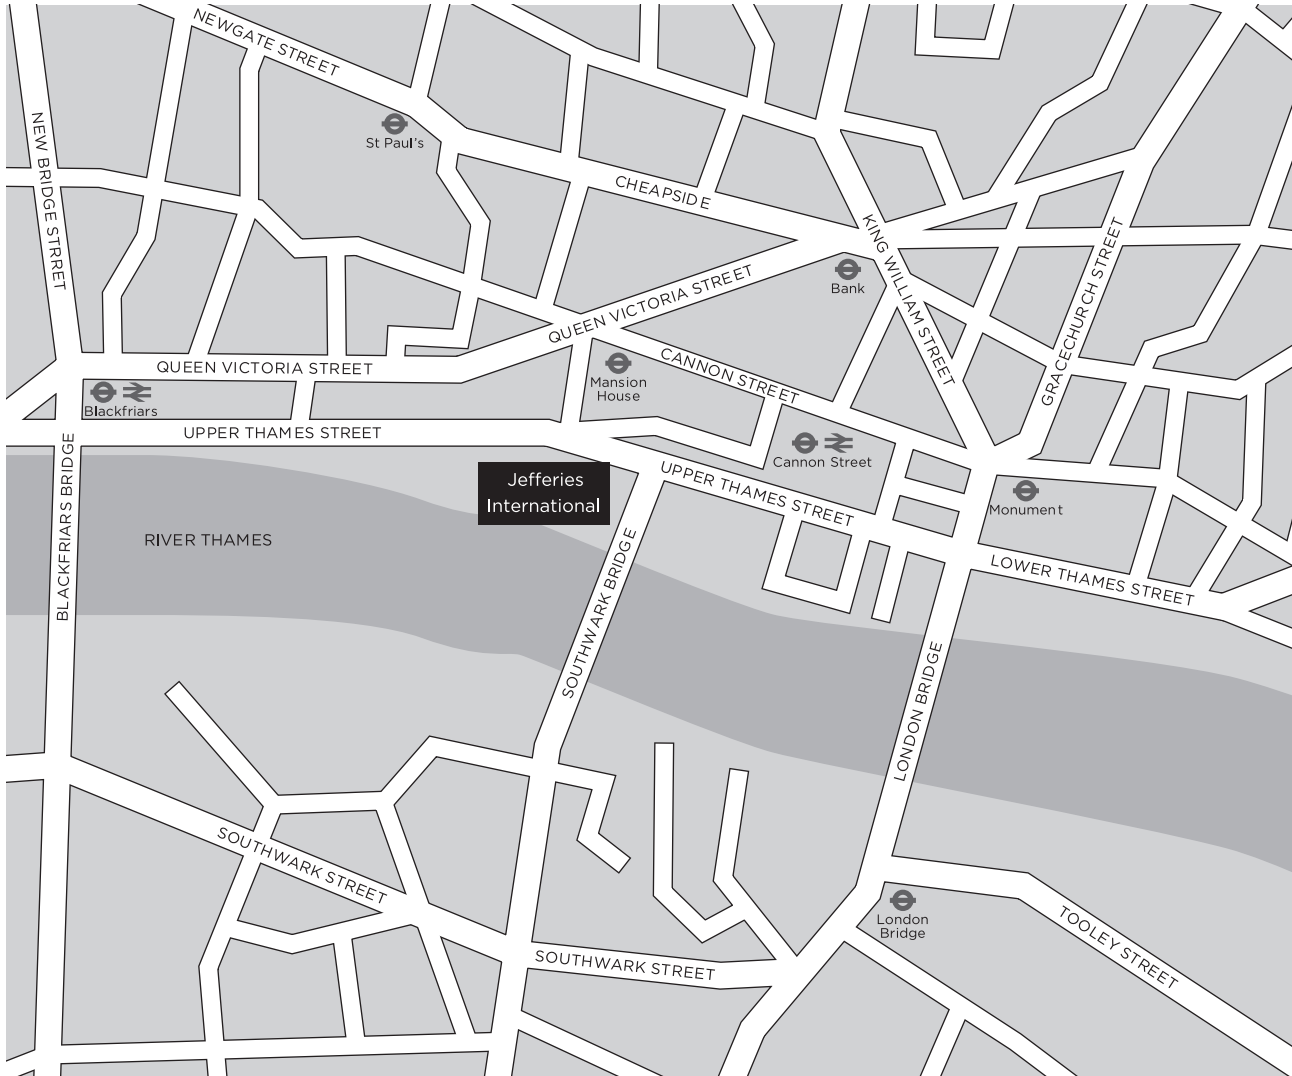 NEWGATE STREET
St Paul's
NEW BRIDGE STRRET
CHEAPSIDE
KING WILLIAM STREET
GRACECHURCH STREET
Bank
QUEEN VICTORIA STREET
QUEEN VICTORIA STREET
CANNON STREET
Mansion
House
Blackfriars
UPPER THAMES STREET
Cannon Street
Jefferies
International
UPPER THAMES STREET
Monument
BLACKFRIARS BRIDGE
RIVER THAMES
SOUTHWARK BRIDGE
LOWER THAMES STREET
LONDON BRIDGE
SOUTHWARK STREET
London
Bridge
TOOLEY STREET
SOUTHWARK STREET